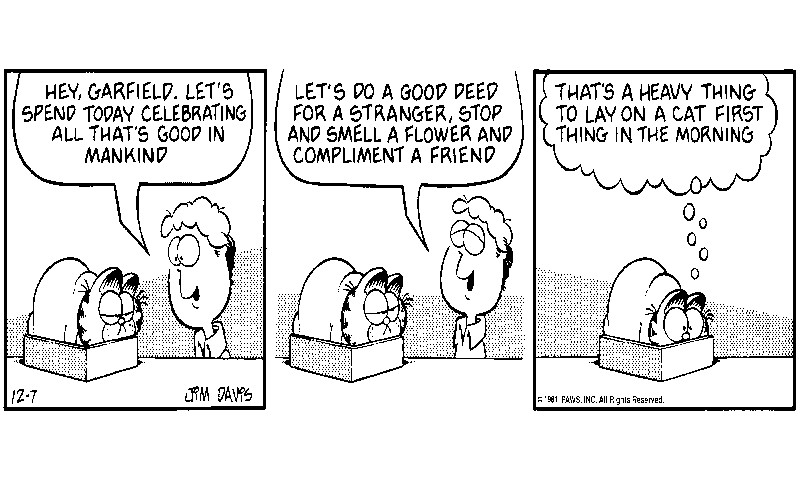 HEY, GARFIELD. LET'S
SPEND TODAY CELEBRATING
ALL THAT'S GOOD IN
MANKIND
LET'S DO A GOOD DEED
FOR A STRANGER, STOP
AND SMELL A FLOWER AND
COMPLIMENT A FRIEND
THAT'S A HEAVY THING
TO LAY ON A CAT FIRST
THING IN THE MORNING
12-7
JIM DAVIS
© 1981 PAWS, INC. All Rights Reserved.